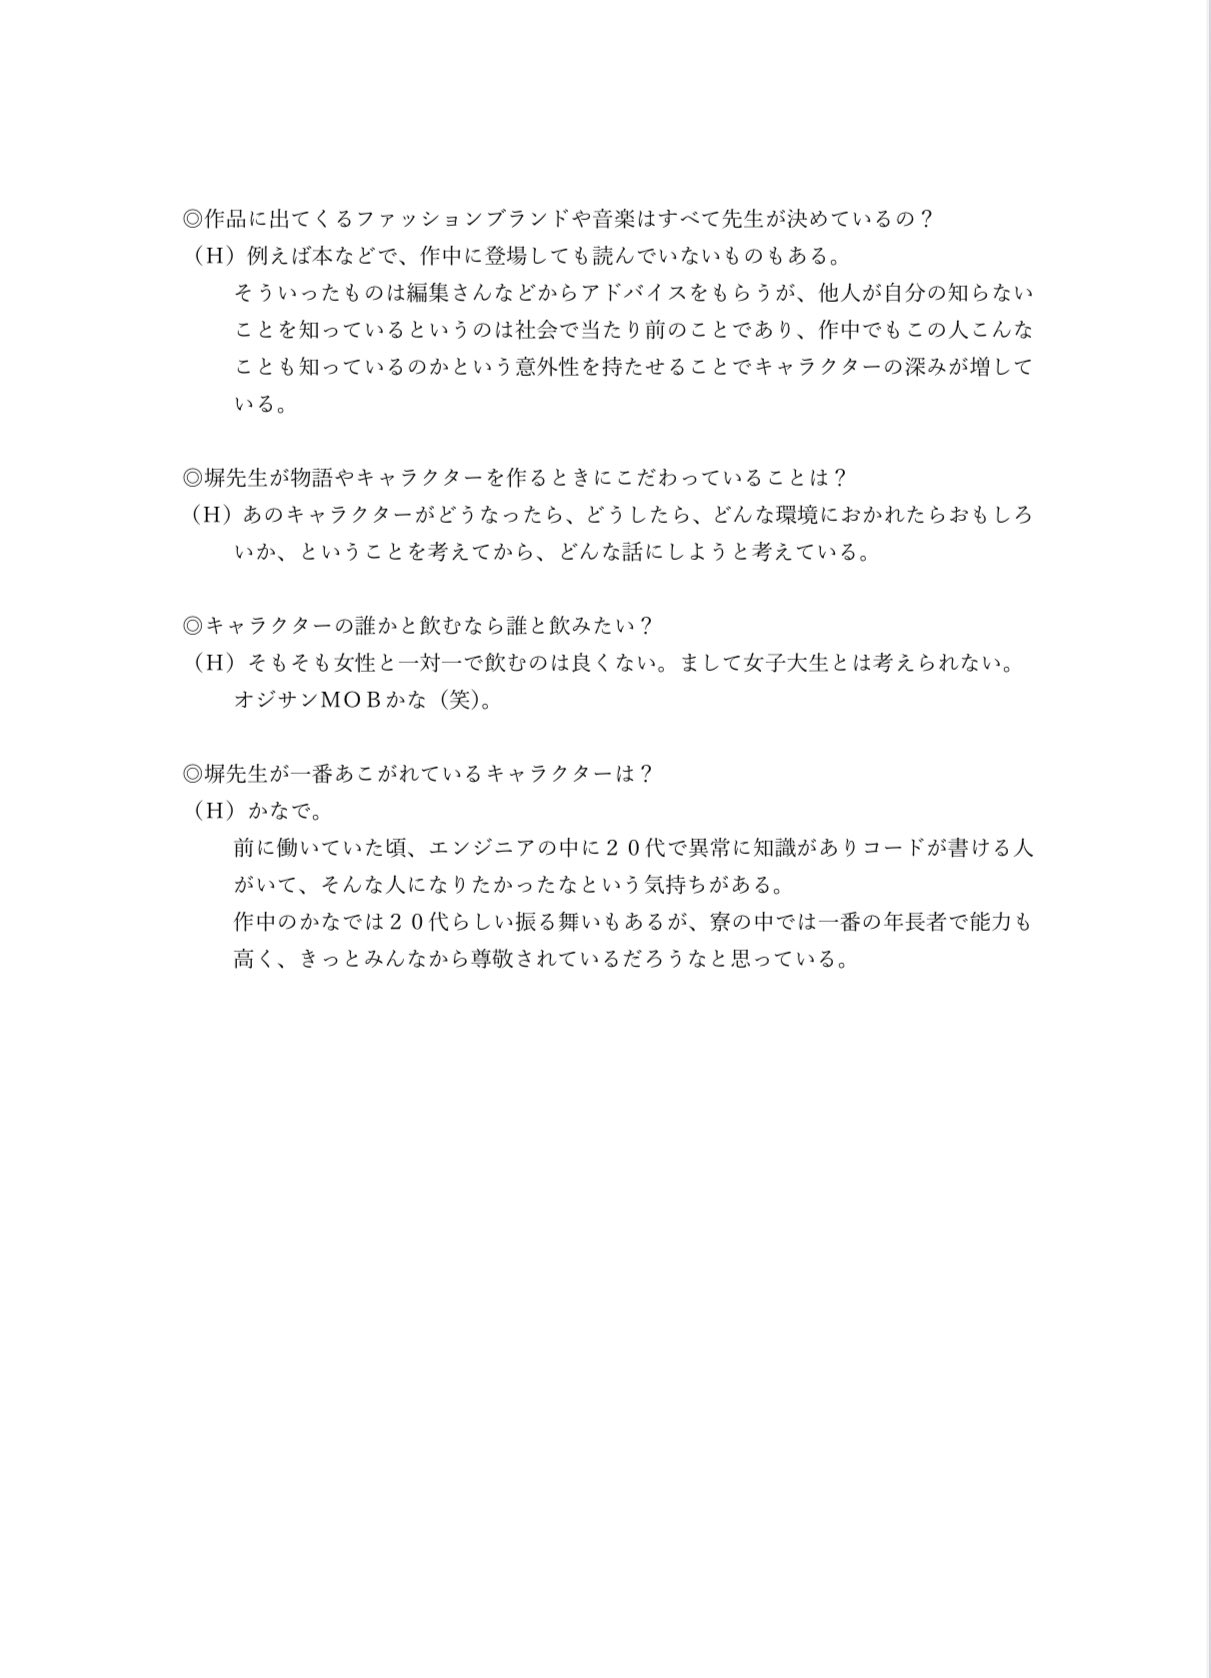 ◎作品に出てくるファッションブランドや音楽はすべて先生が決めているの？
（H）例えば本などで、作中に登場しても読んでいないものもある。
そういったものは編集さんなどからアドバイスをもらうが、他人が自分の知らない
ことを知っているというのは社会で当たり前のことであり、作中でもこの人こんな
ことも知っているのかという意外性を持たせることでキャラクターの深みが増して
いる。
◎塀先生が物語やキャラクターを作るときにこだわっていることは？
（H）あのキャラクターがどうなったら、どうしたら、どんな環境におかれたらおもしろ
いか、ということを考えてから、どんな話にしようと考えている。
◎キャラクターの誰かと飲むなら誰と飲みたい？
（H）そもそも女性と一対一で飲むのは良くない。まして女子大生とは考えられない。
オジサンＭＯＢかな（笑）。
◎塀先生が一番あこがれているキャラクターは？
（H）かなで。
前に働いていた頃、エンジニアの中に２０代で異常に知識がありコードが書ける人
がいて、そんな人になりたかったなという気持ちがある。
作中のかなでは２０代らしい振る舞いもあるが、寮の中では一番の年長者で能力も
高く、きっとみんなから尊敬されているだろうなと思っている。